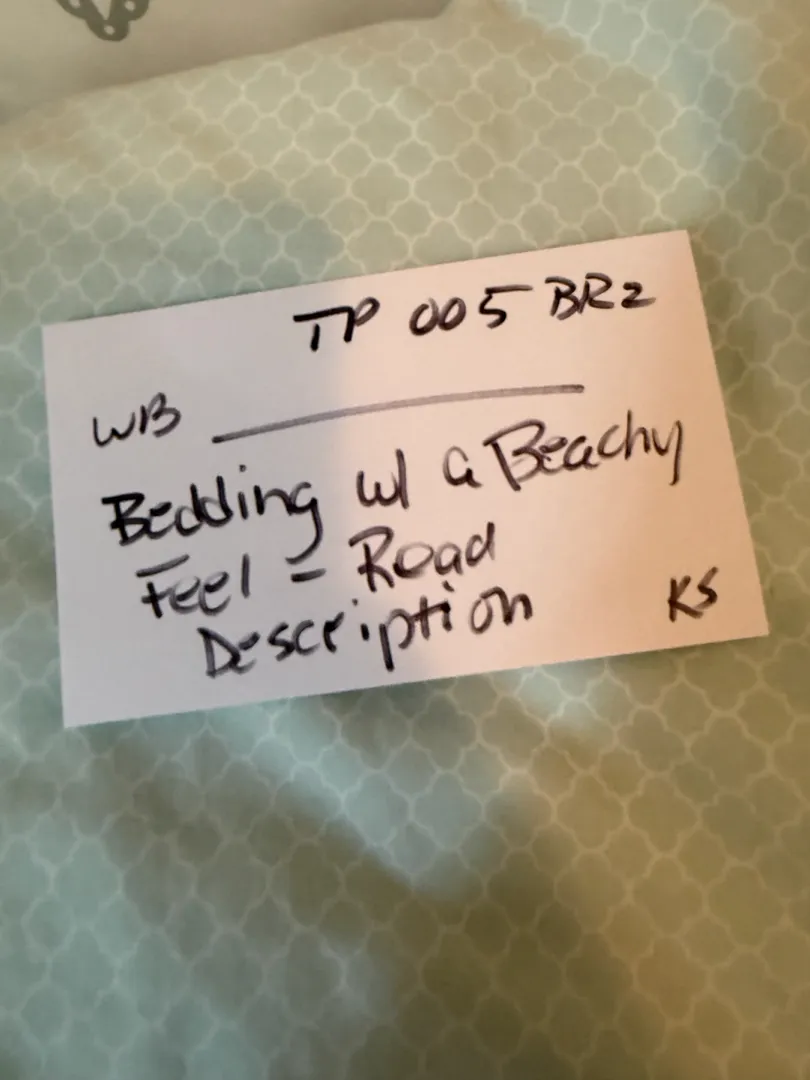 TP 005 BR2
WB
Bedding w/ a Beachy
Feel - Read
Description
KS